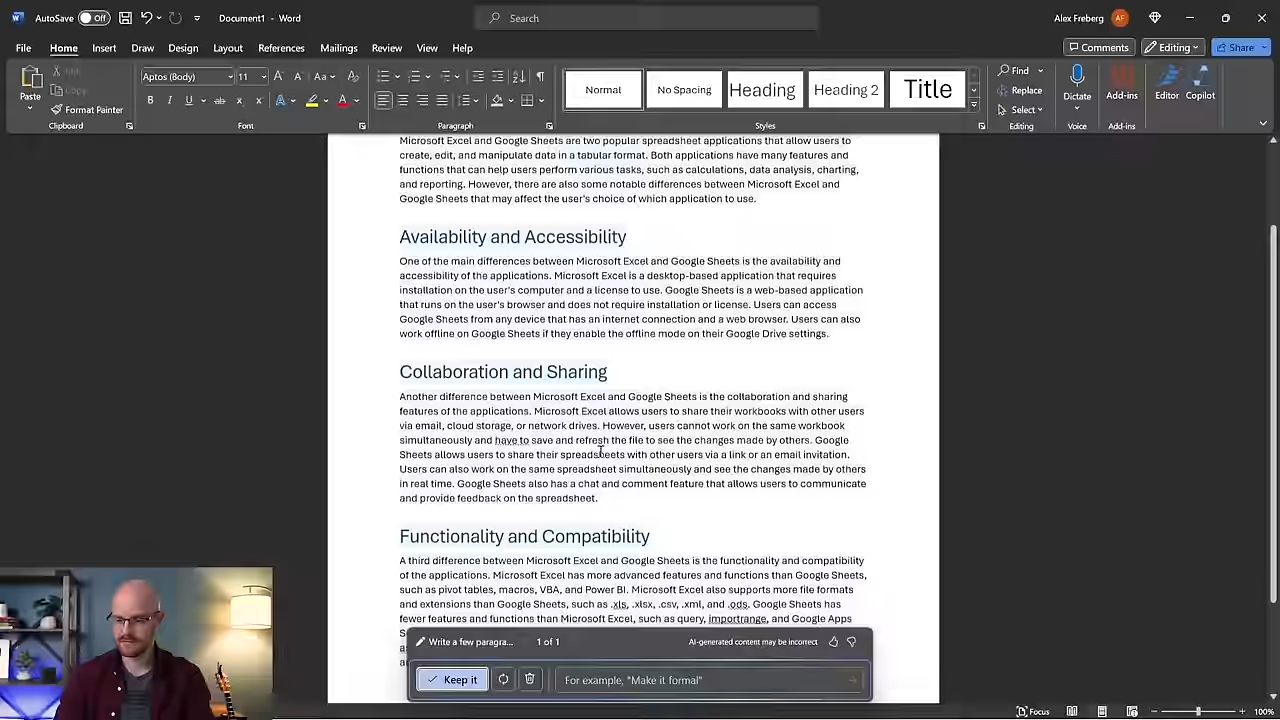 AutoSave Off Document1 - Word Search Alex Freberg AF
File Home Insert Draw Design Layout References Mailings Review View Help Comments Editing Share
Paste Cut Copy Format Painter Clipboard
Aptos (Body) 11 Font
Paragraph
Normal No Spacing Heading Heading 2 Title Styles
Find Replace Select Editing
Dictate Voice
Add-ins Add-ins
Editor Copilot
Microsoft Excel and Google Sheets are two popular spreadsheet applications that allow users to
create, edit, and manipulate data in a tabular format. Both applications have many features and
functions that can help users perform various tasks, such as calculations, data analysis, charting,
and reporting. However, there are also some notable differences between Microsoft Excel and
Google Sheets that may affect the user's choice of which application to use.
Availability and Accessibility
One of the main differences between Microsoft Excel and Google Sheets is the availability and
accessibility of the applications. Microsoft Excel is a desktop-based application that requires
installation on the user's computer and a license to use. Google Sheets is a web-based application
that runs on the user's browser and does not require installation or license. Users can access
Google Sheets from any device that has an internet connection and a web browser. Users can also
work offline on Google Sheets if they enable the offline mode on their Google Drive settings.
Collaboration and Sharing
Another difference between Microsoft Excel and Google Sheets is the collaboration and sharing
features of the applications. Microsoft Excel allows users to share their workbooks with other users
via email, cloud storage, or network drives. However, users cannot work on the same workbook
simultaneously and have to save and refresh the file to see the changes made by others. Google
Sheets allows users to share their spreadsheets with other users via a link or an email invitation.
Users can also work on the same spreadsheet simultaneously and see the changes made by others
in real time. Google Sheets also has a chat and comment feature that allows users to communicate
and provide feedback on the spreadsheet.
Functionality and Compatibility
A third difference between Microsoft Excel and Google Sheets is the functionality and compatibility
of the applications. Microsoft Excel has more advanced features and functions than Google Sheets,
such as pivot tables, macros, VBA, and Power BI. Microsoft Excel also supports more file formats
and extensions than Google Sheets, such as .xls, .xlsx, .csv, .xml, and .ods. Google Sheets has
fewer features and functions than Microsoft Excel, such as query, importrange, and Google Apps
Write a few paragra... 1 of 1 AI-generated content may be incorrect
Keep it For example, "Make it formal"
Focus 100%